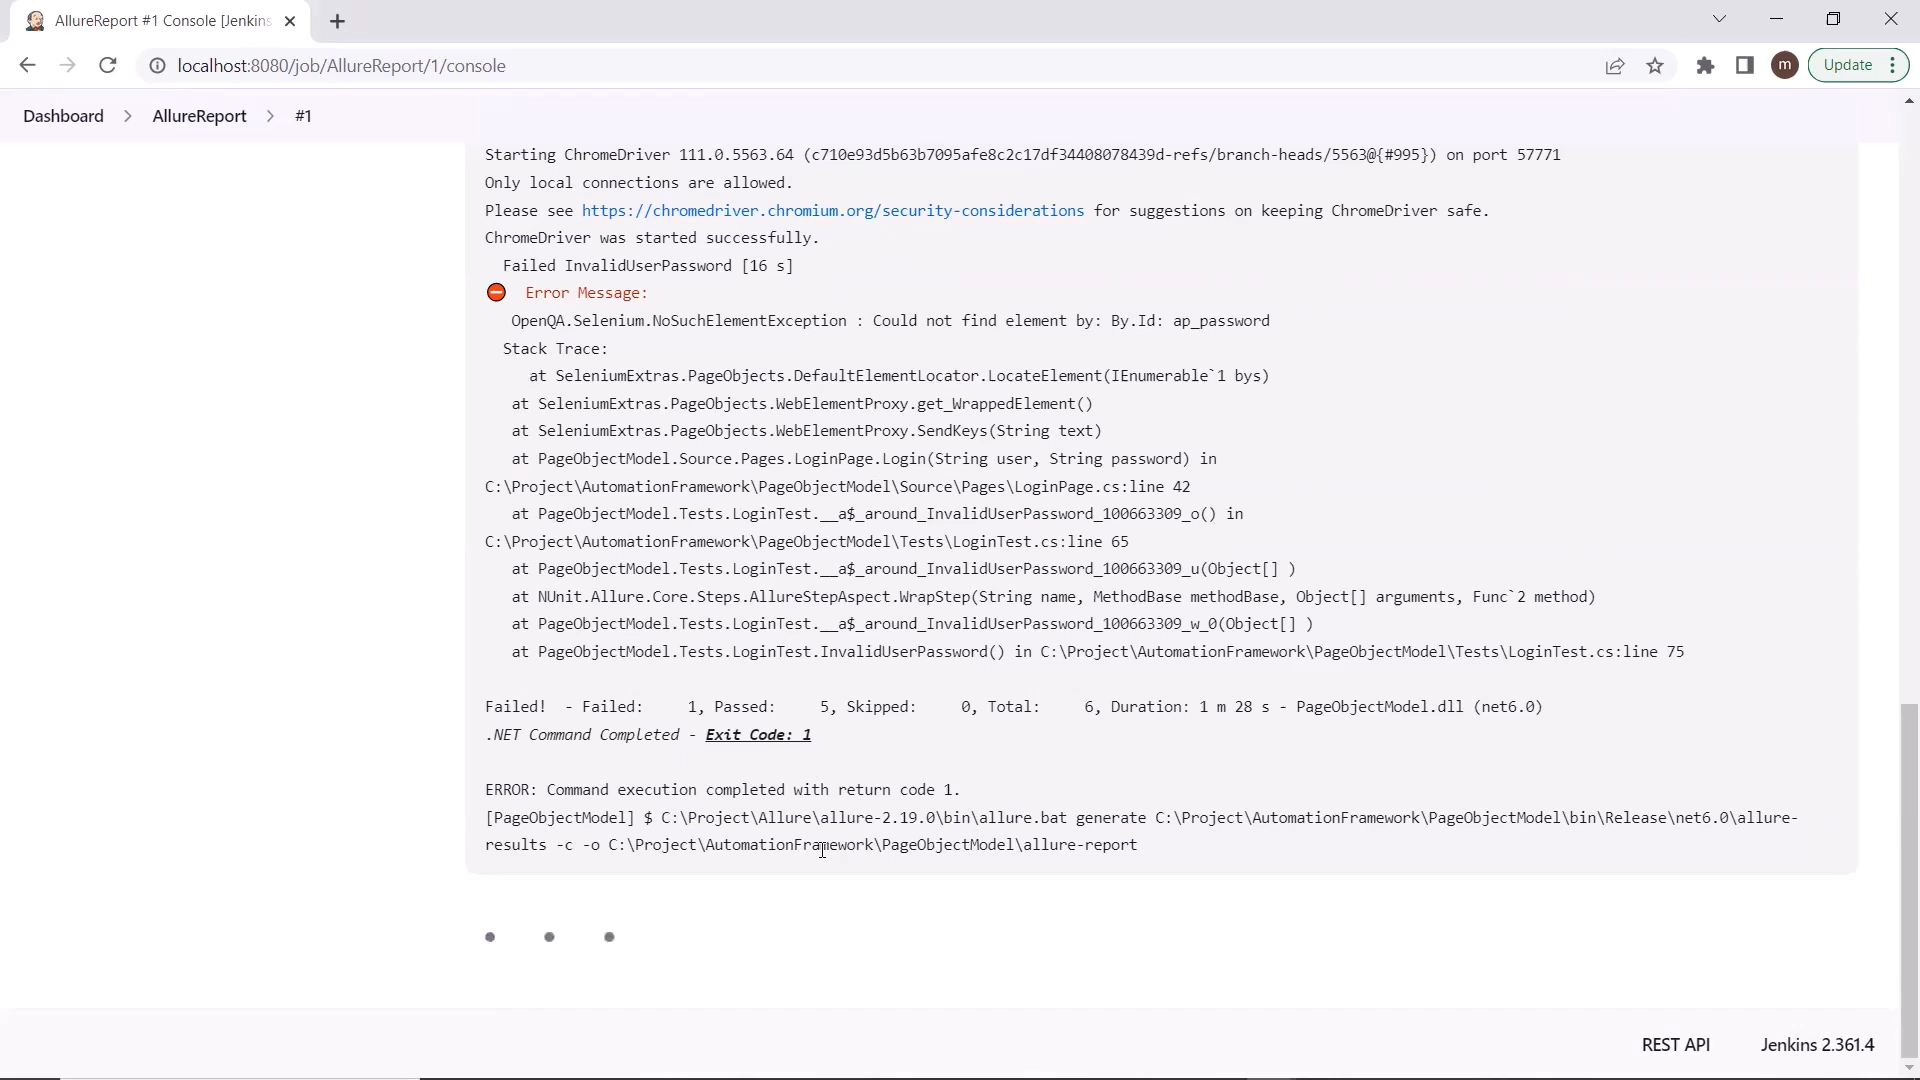 AllureReport #1 Console [Jenkins
localhost:8080/job/AllureReport/1/console
m
Update
Dashboard > AllureReport > #1
Starting ChromeDriver 111.0.5563.64 (c710e93d5b63b7095afe8c2c17df34408078439d-refs/branch-heads/5563@{#995}) on port 57771
Only local connections are allowed.
Please see https://chromedriver.chromium.org/security-considerations for suggestions on keeping ChromeDriver safe.
ChromeDriver was started successfully.
Failed InvalidUserPassword [16 s]
Error Message:
OpenQA.Selenium.NoSuchElementException : Could not find element by: By.Id: ap_password
Stack Trace:
at SeleniumExtras.PageObjects.DefaultElementLocator.LocateElement(IEnumerable`1 bys)
at SeleniumExtras.PageObjects.WebElementProxy.get_WrappedElement()
at SeleniumExtras.PageObjects.WebElementProxy.SendKeys(String text)
at PageObjectModel.Source.Pages.LoginPage.Login(String user, String password) in
C:\Project\AutomationFramework\PageObjectModel\Source\Pages\LoginPage.cs:line 42
at PageObjectModel.Tests.LoginTest.__a$_around_InvalidUserPassword_100663309_o() in
C:\Project\AutomationFramework\PageObjectModel\Tests\LoginTest.cs:line 65
at PageObjectModel.Tests.LoginTest.__a$_around_InvalidUserPassword_100663309_u(Object[] )
at NUnit.Allure.Core.Steps.AllureStepAspect.WrapStep(String name, MethodBase methodBase, Object[] arguments, Func`2 method)
at PageObjectModel.Tests.LoginTest.__a$_around_InvalidUserPassword_100663309_w_0(Object[] )
at PageObjectModel.Tests.LoginTest.InvalidUserPassword() in C:\Project\AutomationFramework\PageObjectModel\Tests\LoginTest.cs:line 75
Failed!  - Failed:     1, Passed:     5, Skipped:     0, Total:     6, Duration: 1 m 28 s - PageObjectModel.dll (net6.0)
.NET Command Completed - Exit Code: 1
ERROR: Command execution completed with return code 1.
[PageObjectModel] $ C:\Project\Allure\allure-2.19.0\bin\allure.bat generate C:\Project\AutomationFramework\PageObjectModel\bin\Release\net6.0\allure-
results -c -o C:\Project\AutomationFramework\PageObjectModel\allure-report
REST API
Jenkins 2.361.4